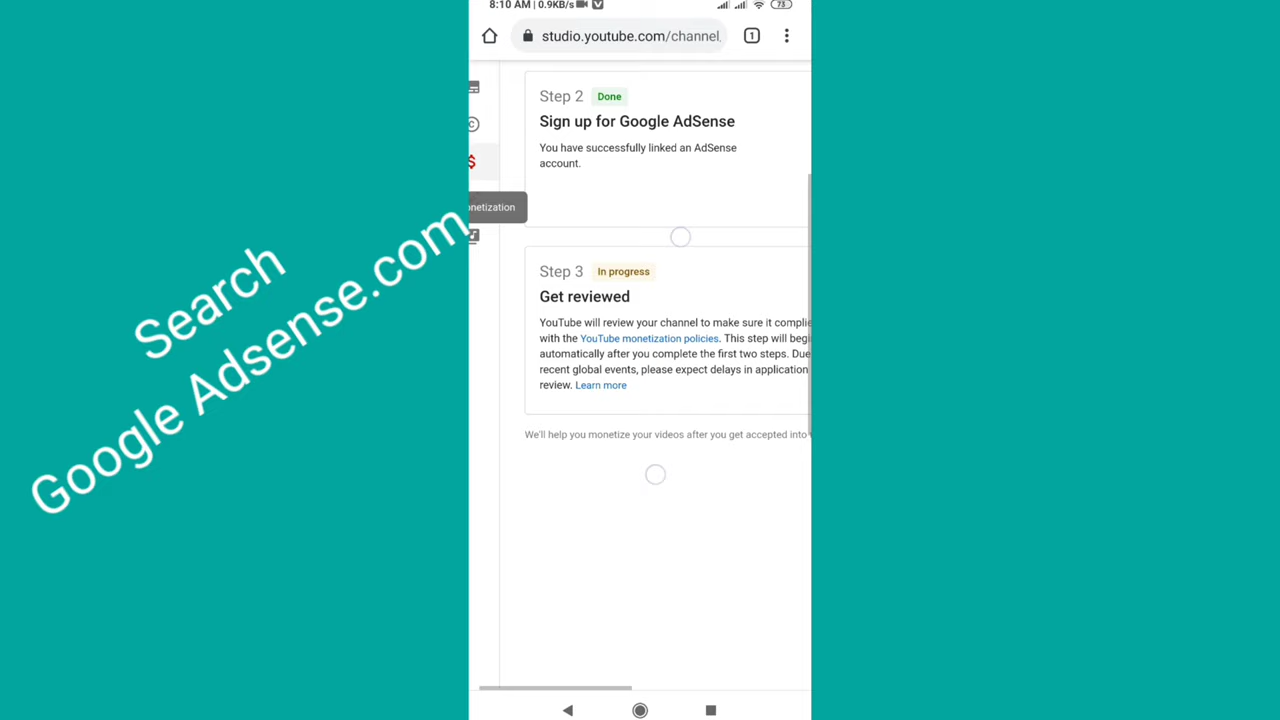 8:10 AM | 0.9KB/s
73
studio.youtube.com/channel
1
Step 2 Done
Sign up for Google AdSense
You have successfully linked an AdSense
account.
onetization
Step 3 In progress
Get reviewed
YouTube will review your channel to make sure it complie
with the YouTube monetization policies. This step will begi
automatically after you complete the first two steps. Due
recent global events, please expect delays in application
review. Learn more
We'll help you monetize your videos after you get accepted into
Search
Google Adsense.com